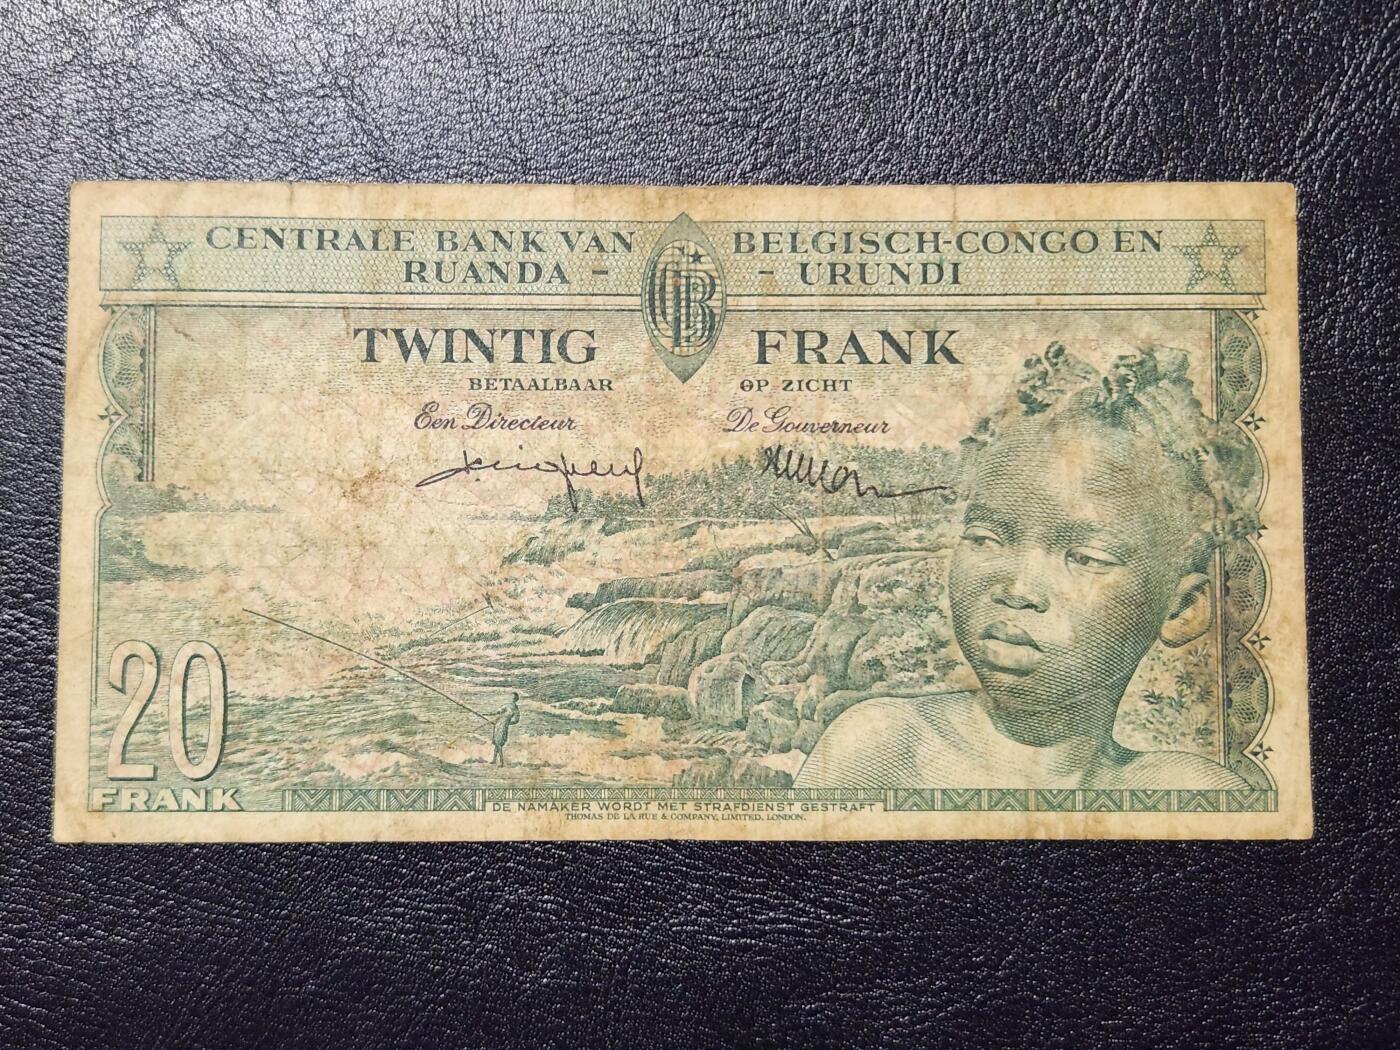 CENTRALE BANK VAN BELGISCH-CONGO EN
RUANDA - - URUNDI
CCBB
TWINTIG FRANK
BETAALBAAR OP ZICHT
Een Directeur De Gouverneur
20
FRANK
DE NAMAKER WORDT MET STRAFDIENST GESTRAFT
THOMAS DE LA RUE & COMPANY, LIMITED, LONDON.